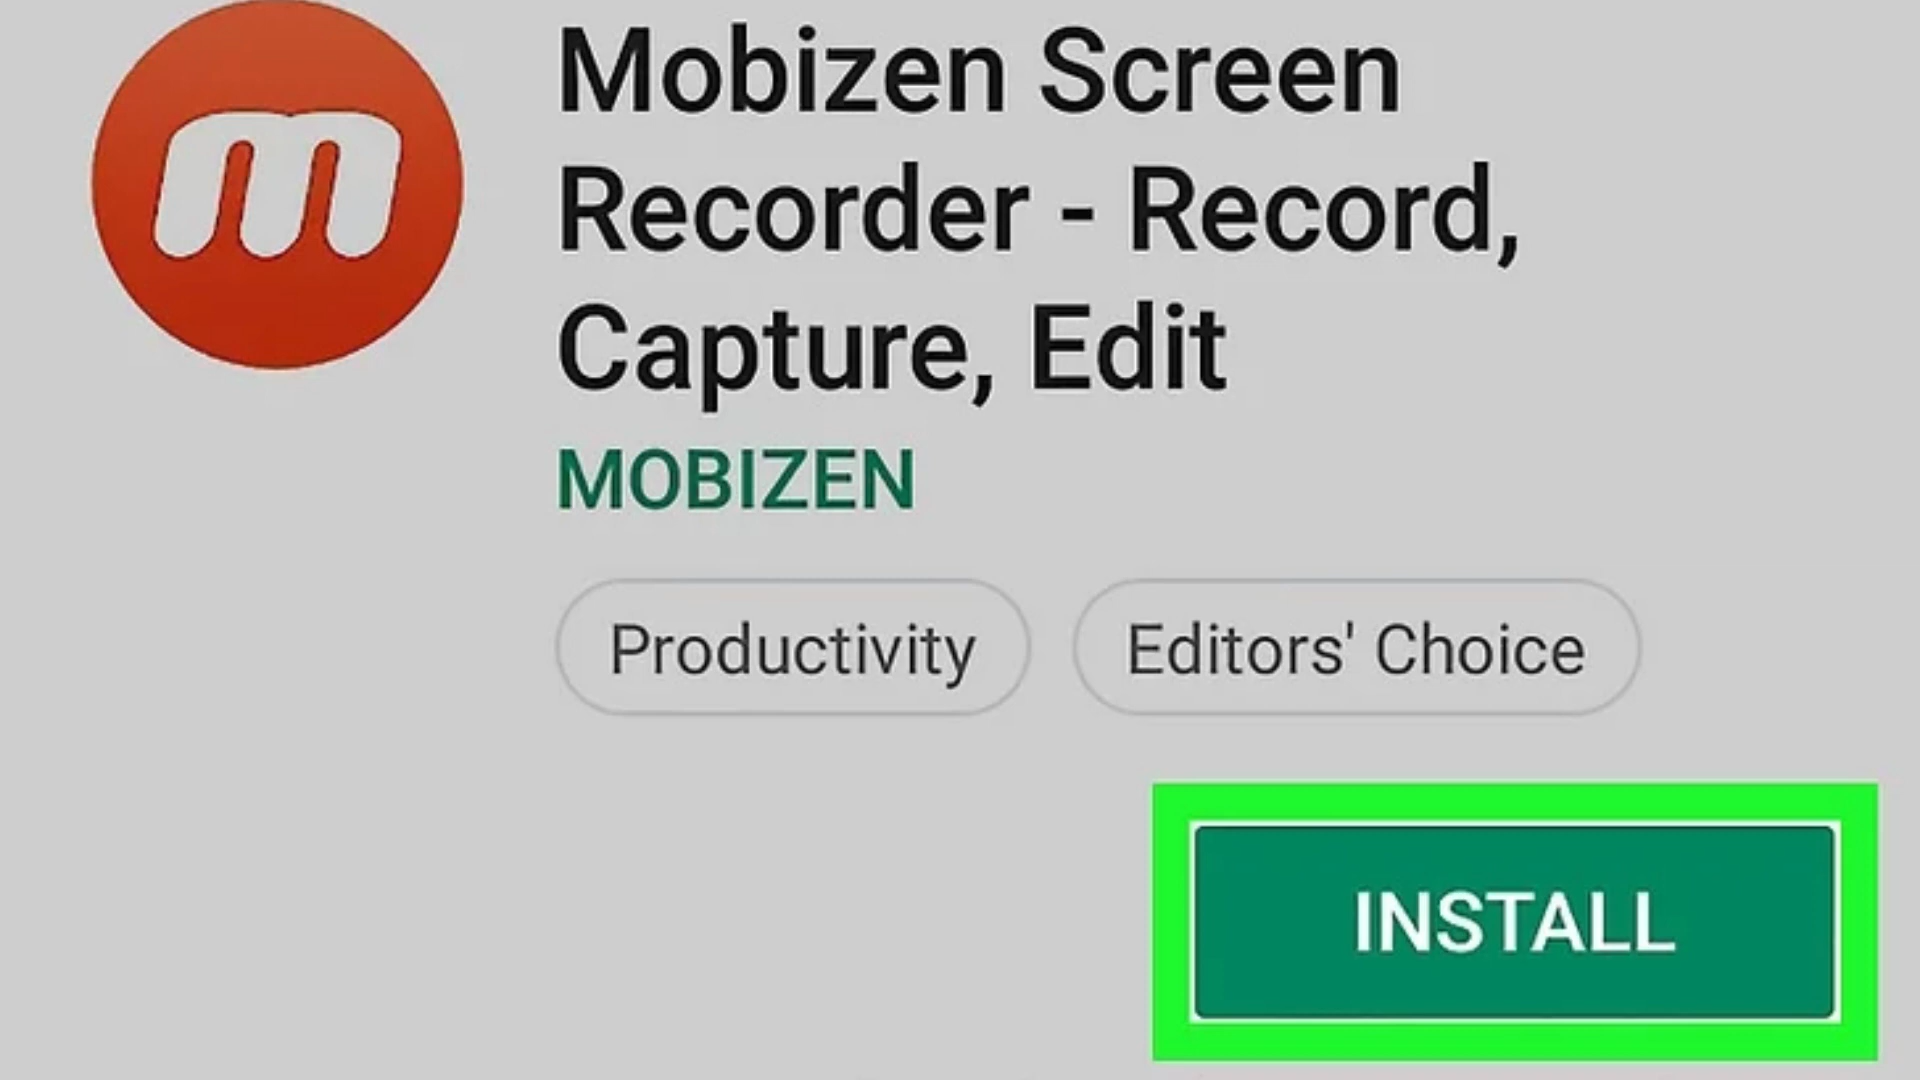 m
Mobizen Screen
Recorder - Record,
Capture, Edit
MOBIZEN
Productivity
Editors' Choice
INSTALL